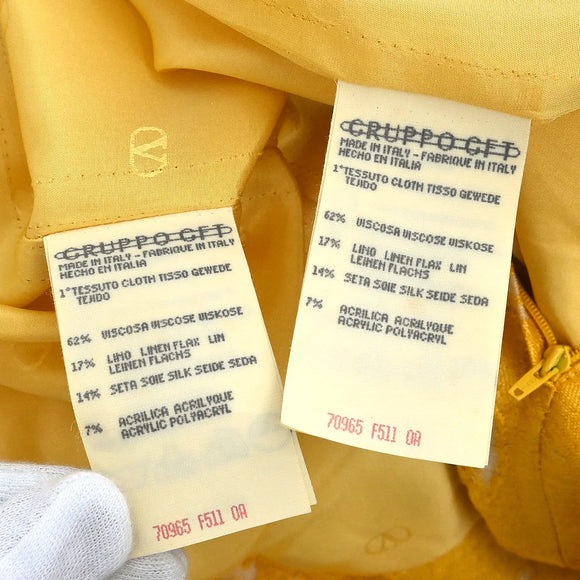 GRUPPO GFT
MADE IN ITALY - FABRIQUE IN ITALY
HECHO EN ITALIA
1°TESSUTO CLOTH TISSO GEWEDE
TEJIDO
62% VISCOSA VISCOSE VISKOSE
17% LINO LINEN FLAX LIN
LEINEN FLACHS
14% SETA SOIE SILK SEIDE SEDA
7% ACRILICA ACRILYQUE
ACRYLIC POLYACRYL
70965 F511 0A
GRUPPO GFT
MADE IN ITALY - FABRIQUE IN ITALY
HECHO EN ITALIA
1°TESSUTO CLOTH TISSO GEWEDE
TEJIDO
62% VISCOSA VISCOSE VISKOSE
17% LINO LINEN FLAX LIN
LEINEN FLACHS
14% SETA SOIE SILK SEIDE SEDA
7% ACRILICA ACRILYQUE
ACRYLIC POLYACRYL
70965 F511 0A